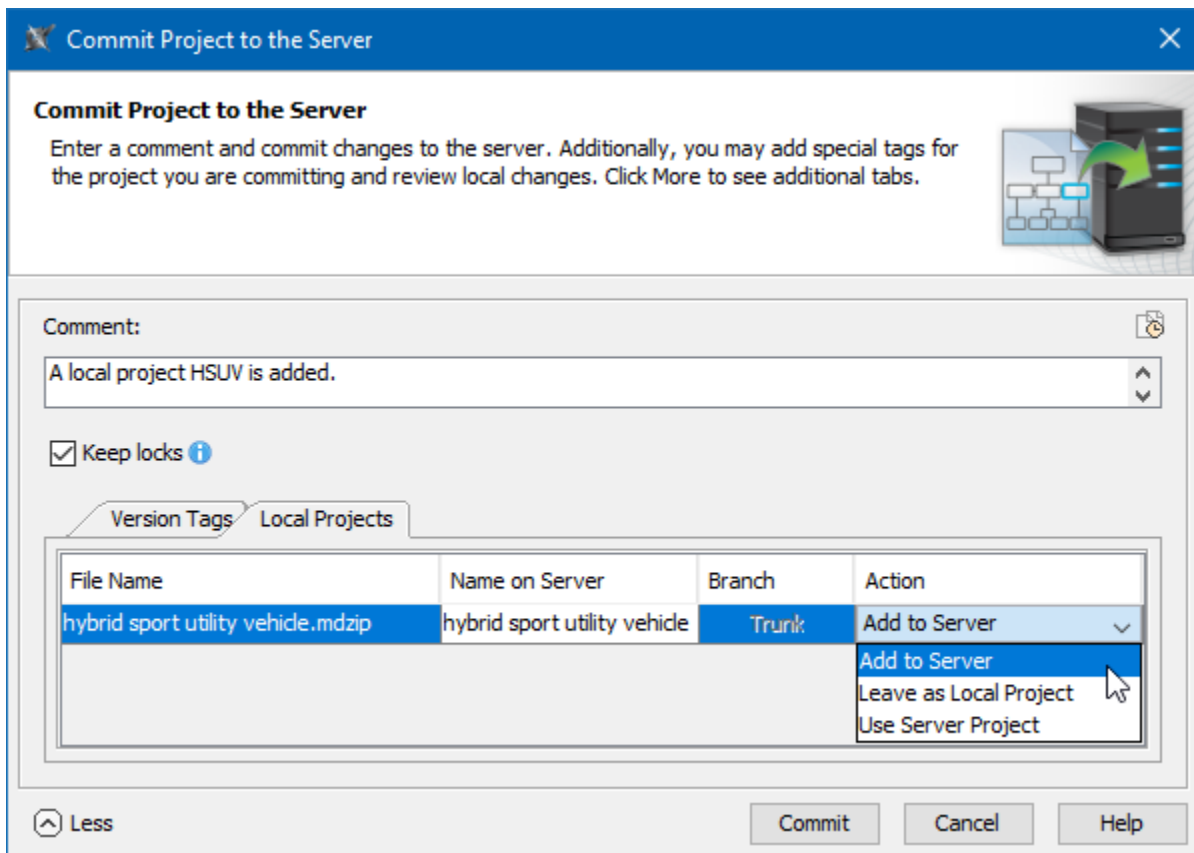 Commit Project to the Server
Commit Project to the Server
Enter a comment and commit changes to the server. Additionally, you may add special tags for
the project you are committing and review local changes. Click More to see additional tabs.
Comment:
A local project HSUV is added.
Keep locks
Version Tags Local Projects
File Name Name on Server Branch Action
hybrid sport utility vehicle.mdzip hybrid sport utility vehicle Trunk Add to Server
Add to Server
Leave as Local Project
Use Server Project
Less Commit Cancel Help